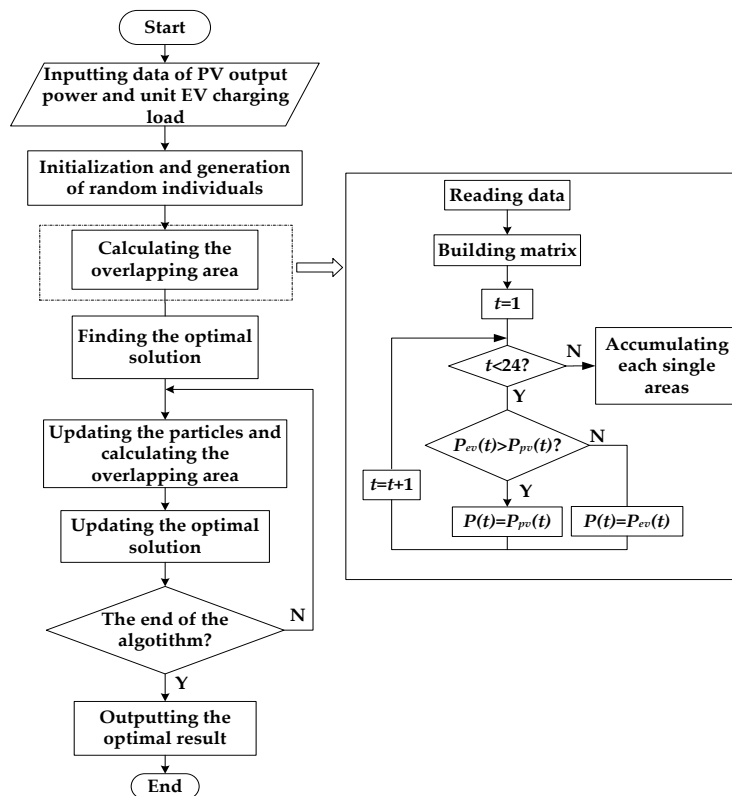 Start
Inputting data of PV output
power and unit EV charging
load
Initialization and generation
of random individuals
Calculating the
overlapping area
Finding the optimal
solution
Updating the particles and
calculating the
overlapping area
Updating the optimal
solution
The end of the
algotithm?
N
Y
Outputting the
optimal result
End
Reading data
Building matrix
t=1
t<24?
N
Accumulating
each single
areas
Y
Pev(t)>Ppv(t)?
N
t=t+1
Y
P(t)=Ppv(t)
P(t)=Pev(t)